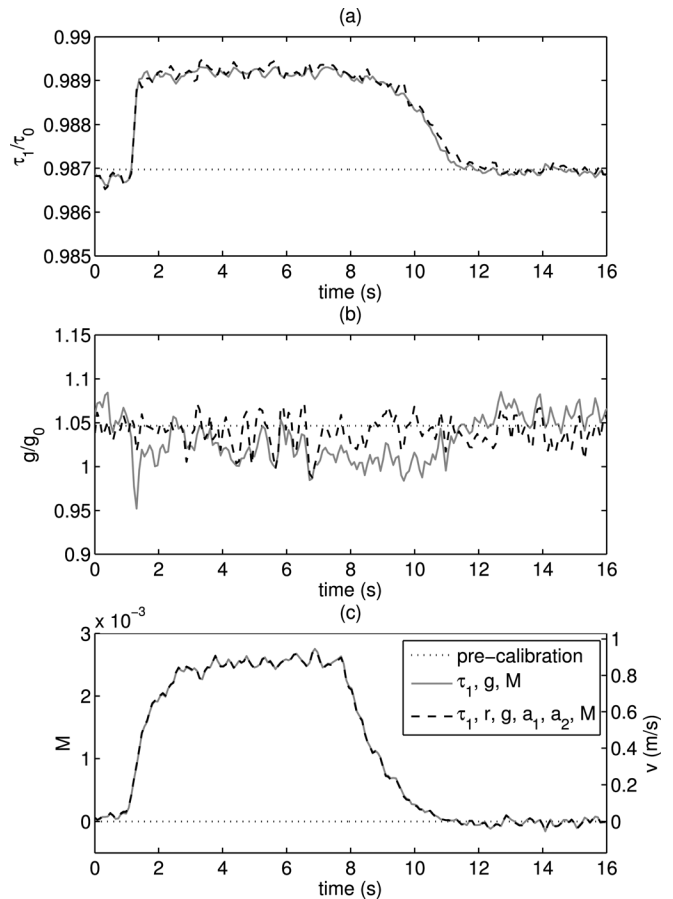 (a)
0.99
0.989
0.988
0.987
0.986
0.985
τ1/τ0
0 2 4 6 8 10 12 14 16
time (s)
(b)
1.15
1.1
1.05
1
0.95
0.9
g/g0
0 2 4 6 8 10 12 14 16
time (s)
(c)
x 10−3
3
2
1
0
M
1
0.8
0.6
0.4
0.2
0
v (m/s)
pre−calibration
τ1, g, M
τ1, r, g, a1, a2, M
0 2 4 6 8 10 12 14 16
time (s)